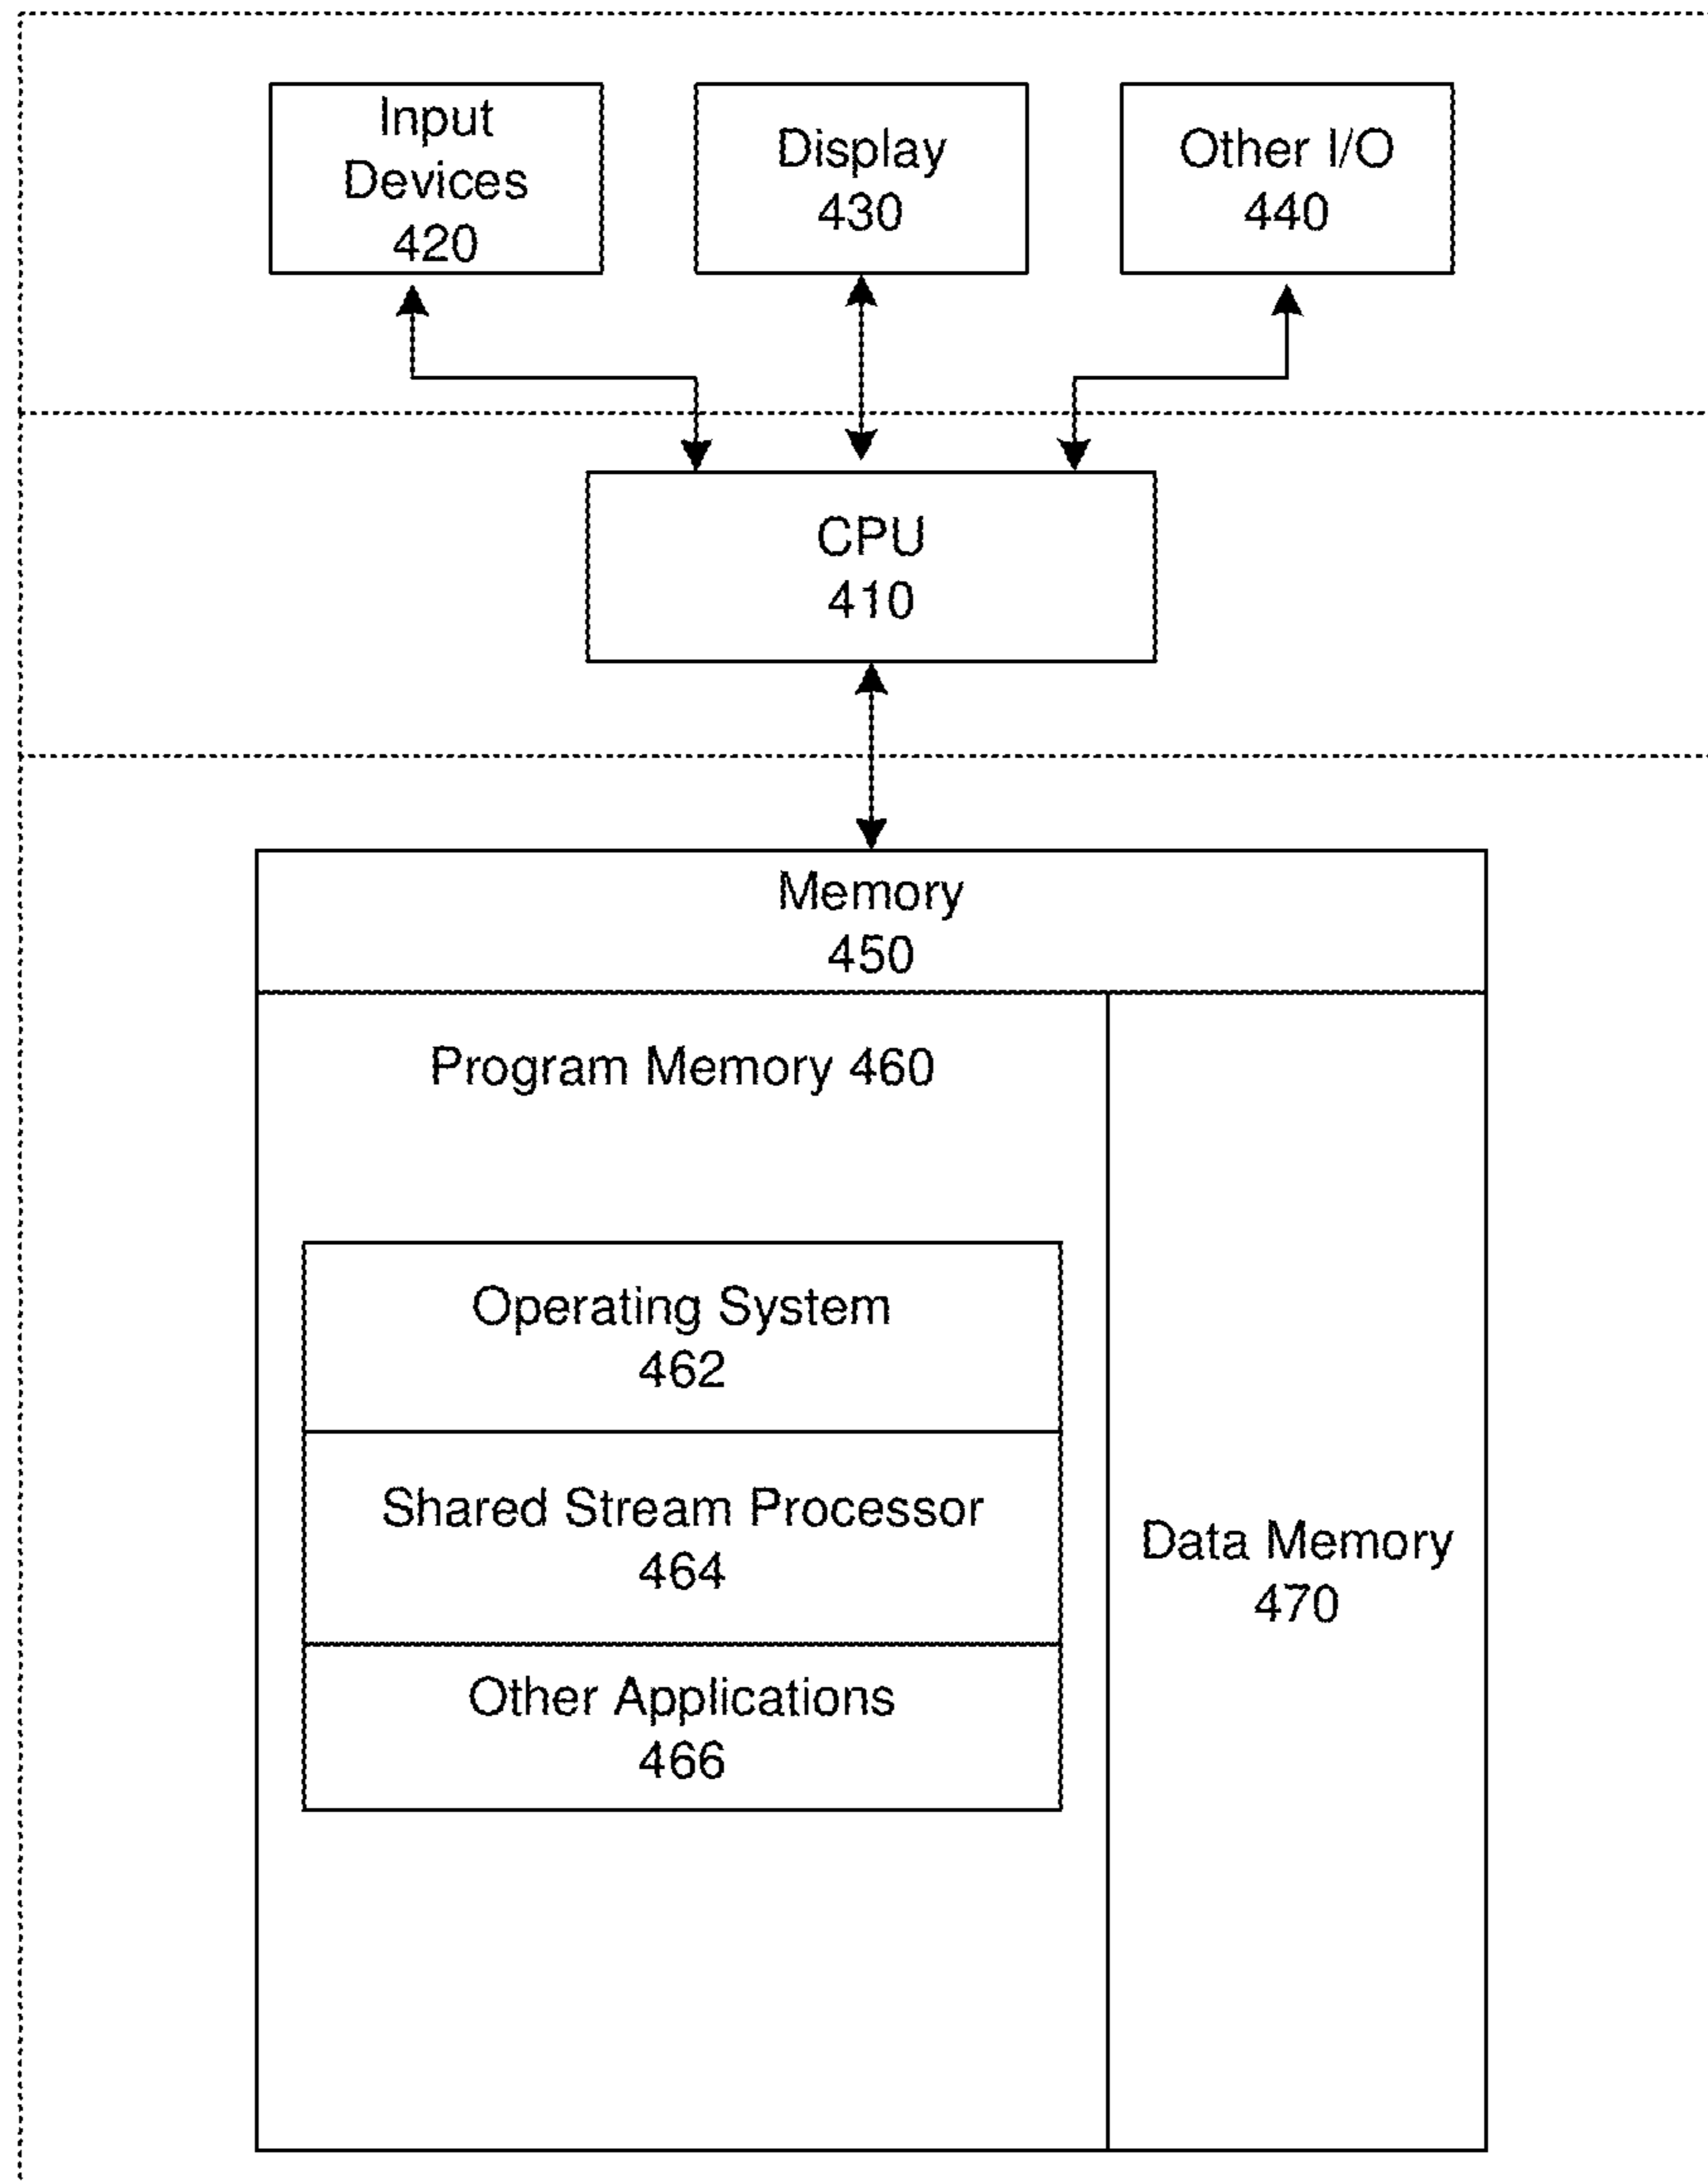 Input
Devices
420
Display
430
Other I/O
440
CPU
410
Memory
450
Program Memory 460
Operating System
462
Shared Stream Processor
464
Other Applications
466
Data Memory
470